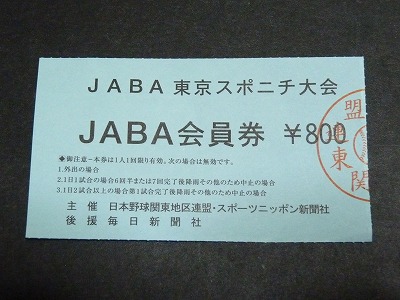 JABA 東京スポニチ大会
JABA会員券 ¥800
◆御注意-本券は1人1回限り有効。次の場合は無効です。
1.外出の場合
2.1日1試合の場合6回半または7回完了後降雨その他のため中止の場合
3.1日2試合以上の場合第1試合完了後降雨その他のため中止の場合
主催 日本野球関東地区連盟・スポーツニッポン新聞社
後援 毎日新聞社
盟
連東
関